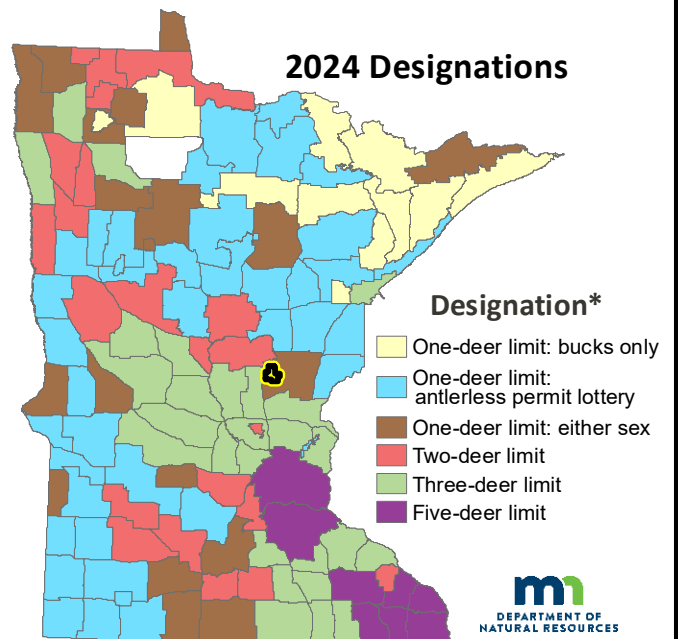 2024 Designations
Designation*
One-deer limit: bucks only
One-deer limit:
antlerless permit lottery
One-deer limit: either sex
Two-deer limit
Three-deer limit
Five-deer limit
mn
DEPARTMENT OF
NATURAL RESOURCES